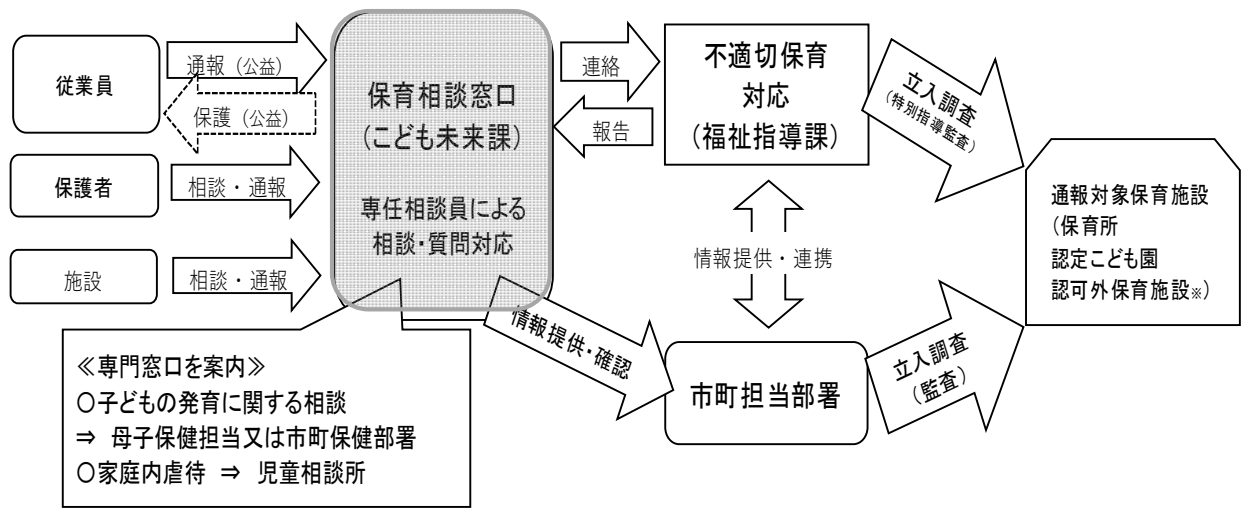 従業員
通報（公益）
保護（公益）
保護者
相談・通報
施設
相談・通報
保育相談窓口
（こども未来課）
専任相談員による
相談・質問対応
連絡
報告
不適切保育
対応
（福祉指導課）
立入調査
（特別指導監査）
情報提供・連携
情報提供・確認
市町担当部署
立入調査
（監査）
通報対象保育施設
（保育所
認定こども園
認可外保育施設※）
≪専門窓口を案内≫
○子どもの発育に関する相談
⇒ 母子保健担当又は市町保健部署
○家庭内虐待 ⇒ 児童相談所